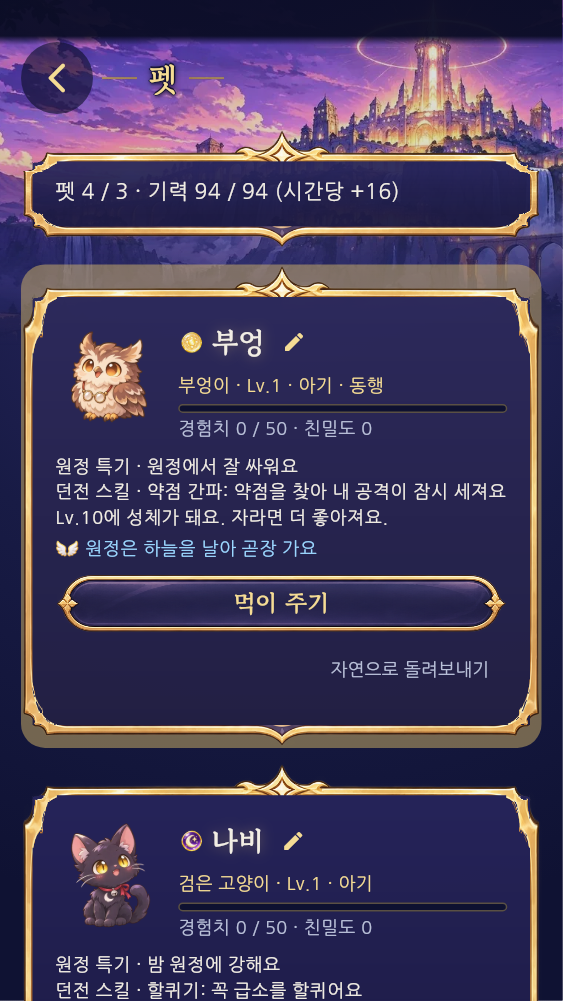 펫
펫 4 / 3 · 기력 94 / 94 (시간당 +16)
부엉
부엉이 · Lv.1 · 아기 · 동행
경험치 0 / 50 · 친밀도 0
원정 특기 · 원정에서 잘 싸워요
던전 스킬 · 약점 간파: 약점을 찾아 내 공격이 잠시 세져요
Lv.10에 성체가 돼요. 자라면 더 좋아져요.
원정은 하늘을 날아 곧장 가요
먹이 주기
자연으로 돌려보내기
나비
검은 고양이 · Lv.1 · 아기
경험치 0 / 50 · 친밀도 0
원정 특기 · 밤 원정에 강해요
던전 스킬 · 할퀴기: 꼭 급소를 할퀴어요